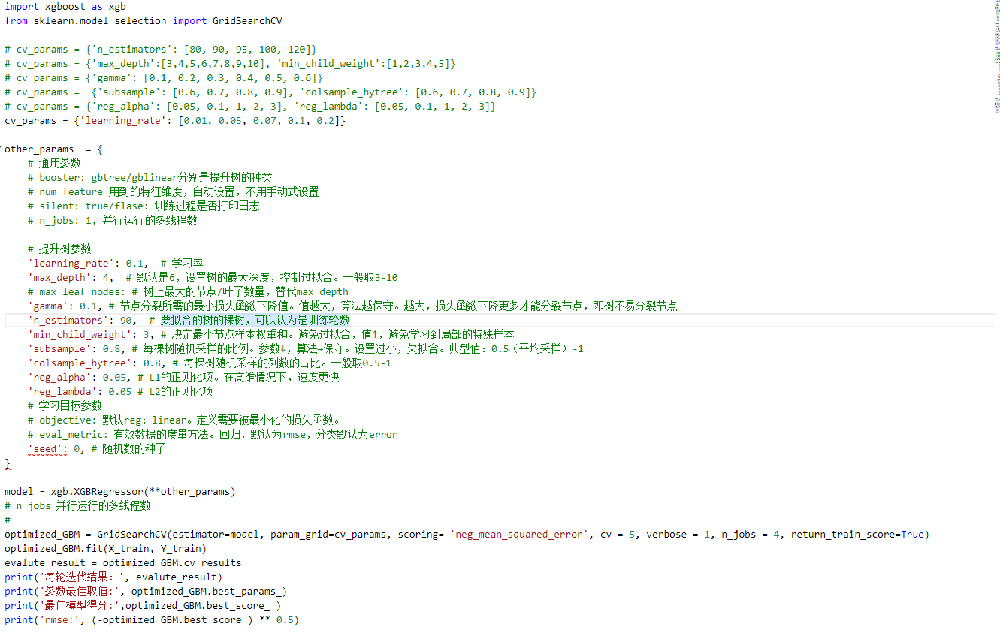 import xgboost as xgb
from sklearn.model_selection import GridSearchCV
# cv_params = {'n_estimators': [80, 90, 95, 100, 120]}
# cv_params = {'max_depth':[3,4,5,6,7,8,9,10], 'min_child_weight':[1,2,3,4,5]}
# cv_params = {'gamma': [0.1, 0.2, 0.3, 0.4, 0.5, 0.6]}
# cv_params =  {'subsample': [0.6, 0.7, 0.8, 0.9], 'colsample_bytree': [0.6, 0.7, 0.8, 0.9]}
# cv_params = {'reg_alpha': [0.05, 0.1, 1, 2, 3], 'reg_lambda': [0.05, 0.1, 1, 2, 3]}
cv_params = {'learning_rate': [0.01, 0.05, 0.07, 0.1, 0.2]}
other_params  = {
    # 通用参数
    # booster: gbtree/gblinear分别是提升树的种类
    # num_feature 用到的特征维度，自动设置，不用手动式设置
    # silent: true/flase: 训练过程是否打印日志
    # n_jobs: 1, 并行运行的多线程数
    # 提升树参数
    'learning_rate': 0.1,  # 学习率
    'max_depth': 4,  # 默认是6，设置树的最大深度，控制过拟合。一般取3-10
    # max_leaf_nodes: # 树上最大的节点/叶子数量，替代max_depth
    'gamma': 0.1, # 节点分裂所需的最小损失函数下降值。值越大，算法越保守。越大，损失函数下降更多才能分裂节点，即树不易分裂节点
    'n_estimators': 90,  # 要拟合的树的棵树，可以认为是训练轮数
    'min_child_weight': 3, # 决定最小节点样本权重和。避免过拟合，值↑，避免学习到局部的特殊样本
    'subsample': 0.8, # 每棵树随机采样的比例。参数↓，算法→保守。设置过小，欠拟合。典型值：0.5（平均采样）-1
    'colsample_bytree': 0.8, # 每棵树随机采样的列数的占比。一般取0.5-1
    'reg_alpha': 0.05, # L1的正则化项。在高维情况下，速度更快
    'reg_lambda': 0.05 # L2的正则化项
    # 学习目标参数
    # objective: 默认reg：linear。定义需要被最小化的损失函数。
    # eval_metric: 有效数据的度量方法。回归，默认为rmse，分类默认为error
    'seed': 0, # 随机数的种子
}
model = xgb.XGBRegressor(**other_params)
# n_jobs 并行运行的多线程数
#
optimized_GBM = GridSearchCV(estimator=model, param_grid=cv_params, scoring= 'neg_mean_squared_error', cv = 5, verbose = 1, n_jobs = 4, return_train_score=True)
optimized_GBM.fit(X_train, Y_train)
evalute_result = optimized_GBM.cv_results_
print('每轮迭代结果：', evalute_result)
print('参数最佳取值:', optimized_GBM.best_params_)
print('最佳模型得分:',optimized_GBM.best_score_ )
print('rmse:', (-optimized_GBM.best_score_) ** 0.5)